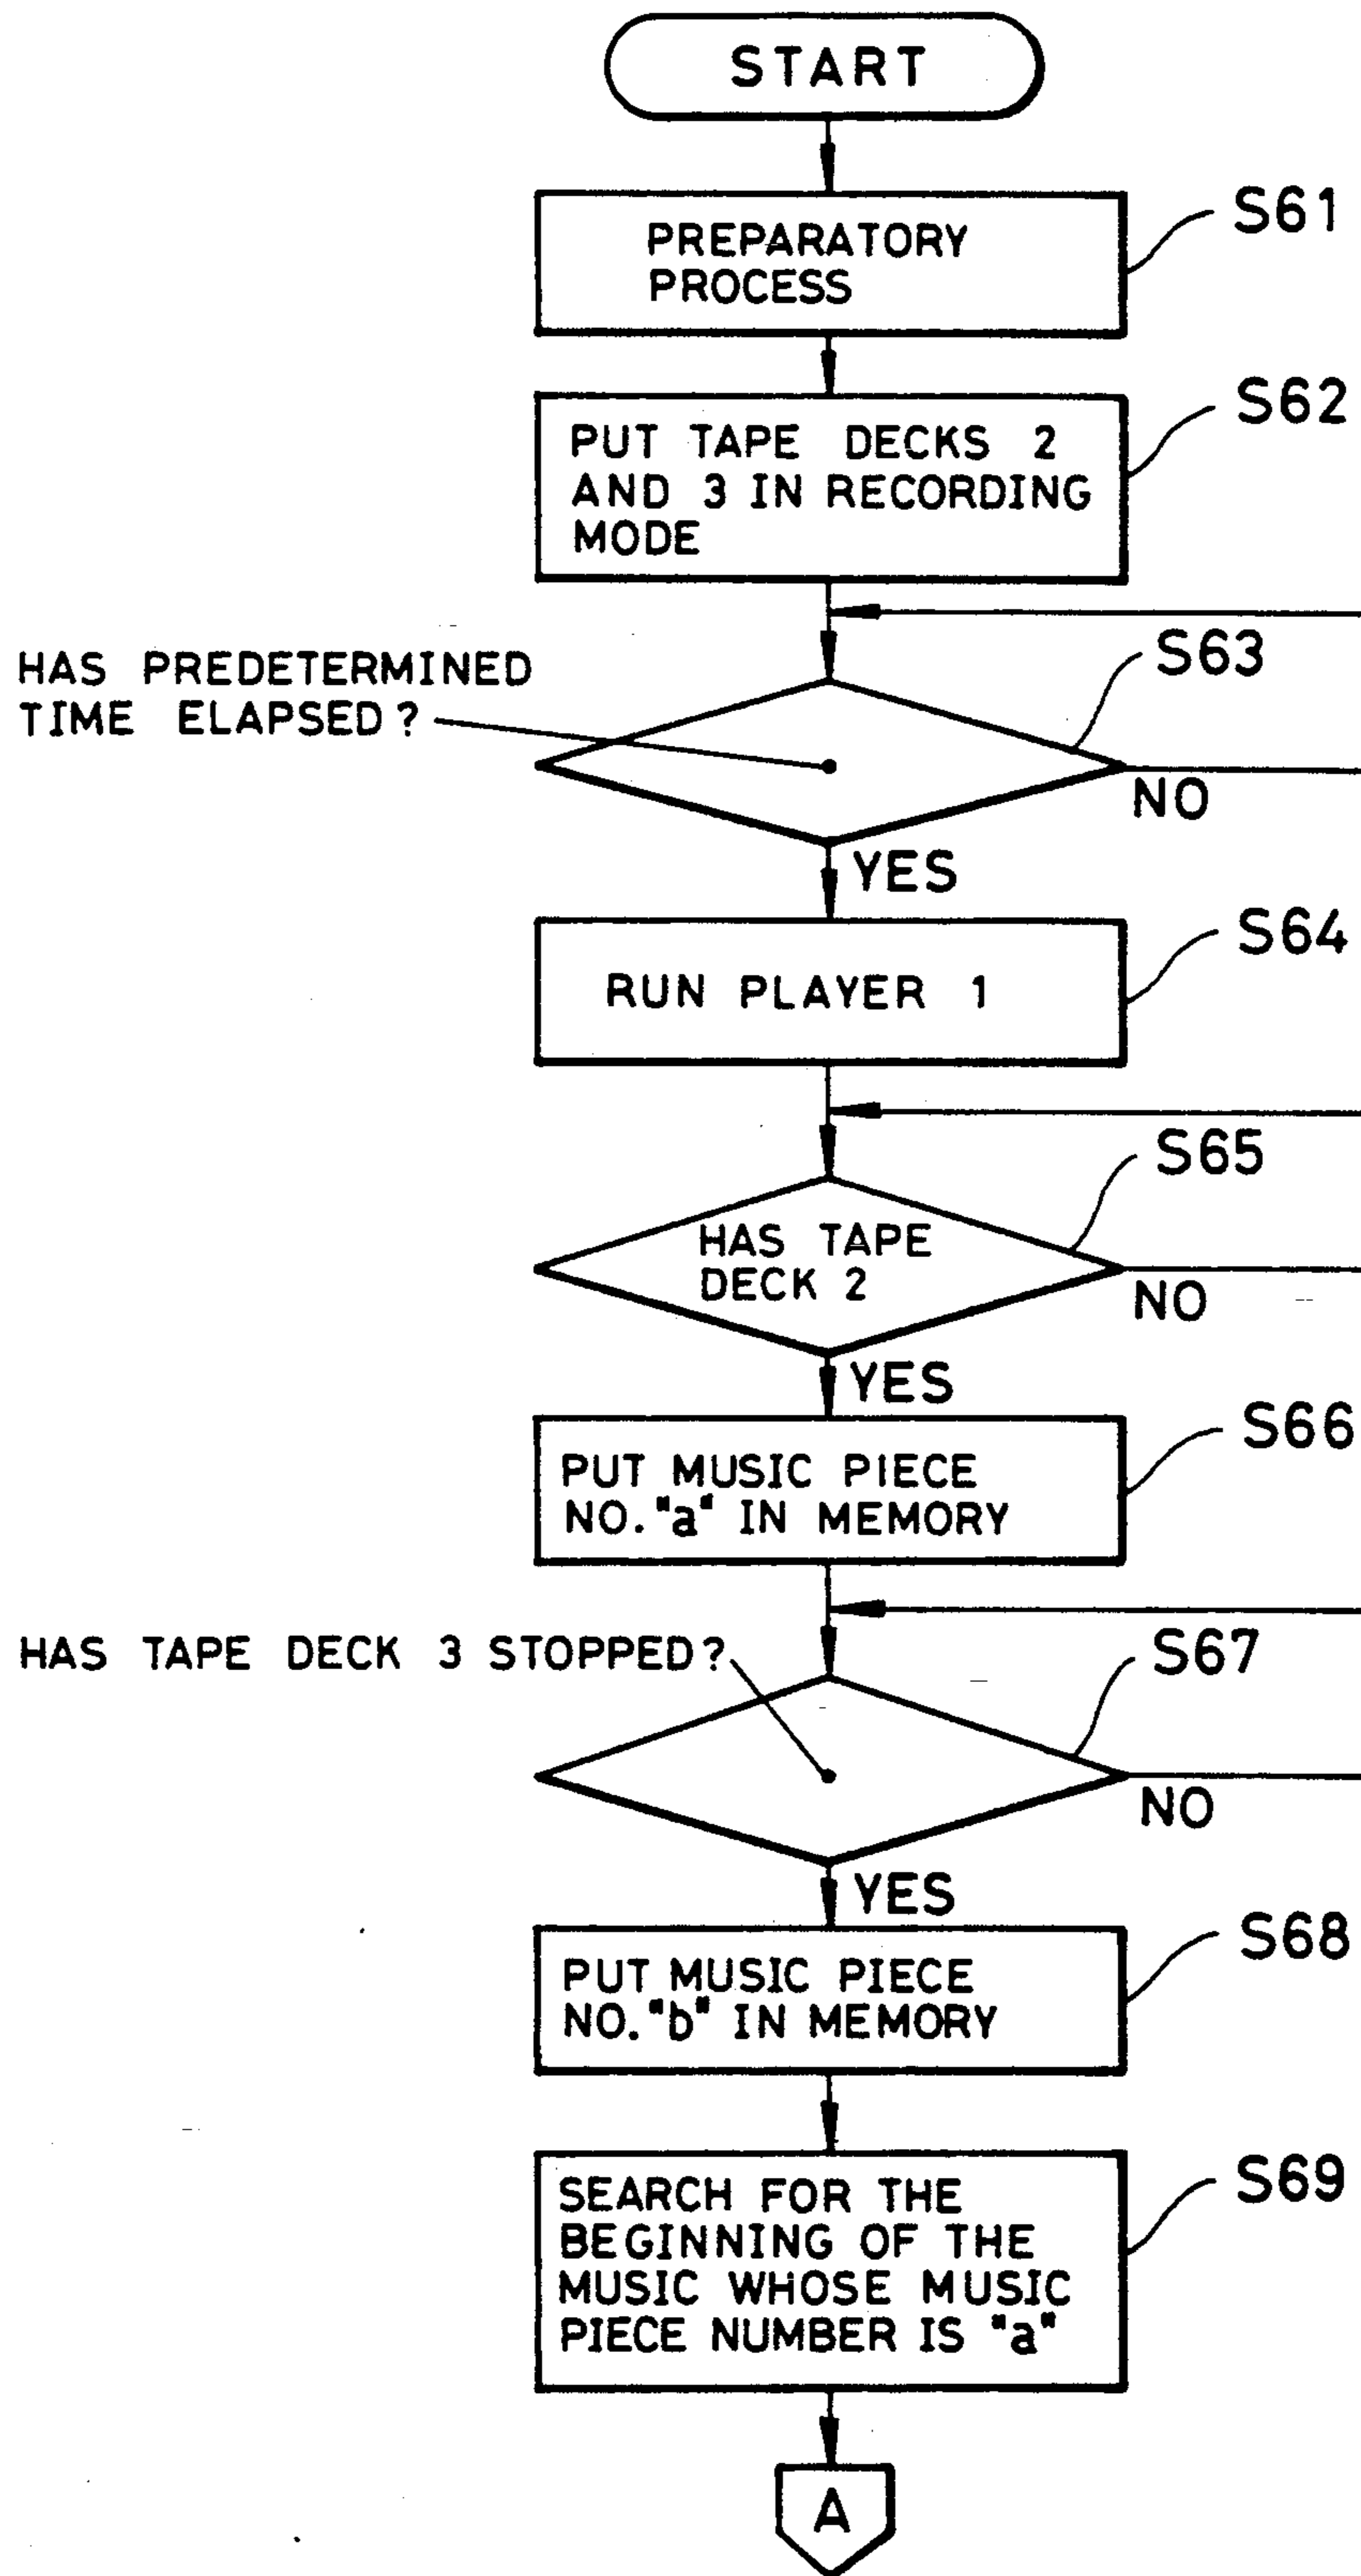 START
PREPARATORY
PROCESS
S61
PUT TAPE DECKS 2
AND 3 IN RECORDING
MODE
S62
HAS PREDETERMINED
TIME ELAPSED?
S63
NO
YES
RUN PLAYER 1
S64
HAS TAPE
DECK 2
S65
NO
YES
PUT MUSIC PIECE
NO. "a" IN MEMORY
S66
HAS TAPE DECK 3 STOPPED?
S67
NO
YES
PUT MUSIC PIECE
NO. "b" IN MEMORY
S68
SEARCH FOR THE
BEGINNING OF THE
MUSIC WHOSE MUSIC
PIECE NUMBER IS "a"
S69
A